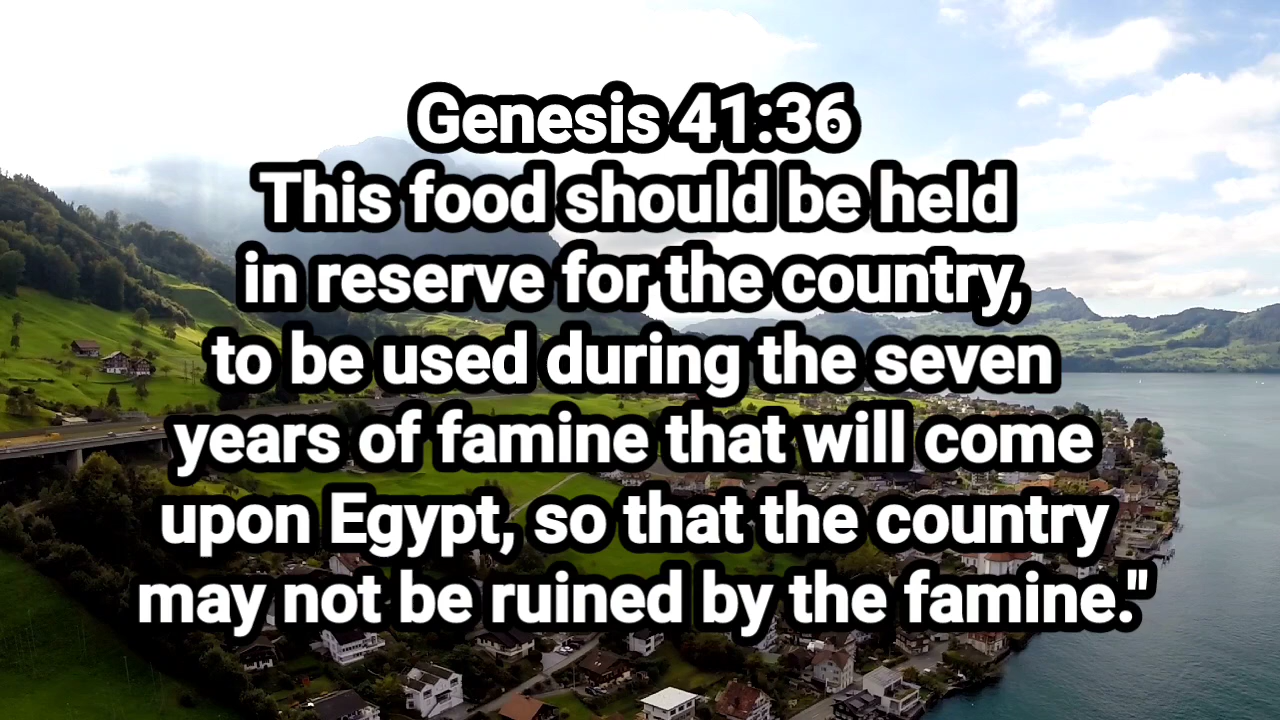 Genesis 41:36
This food should be held
in reserve for the country,
to be used during the seven
years of famine that will come
upon Egypt, so that the country
may not be ruined by the famine."